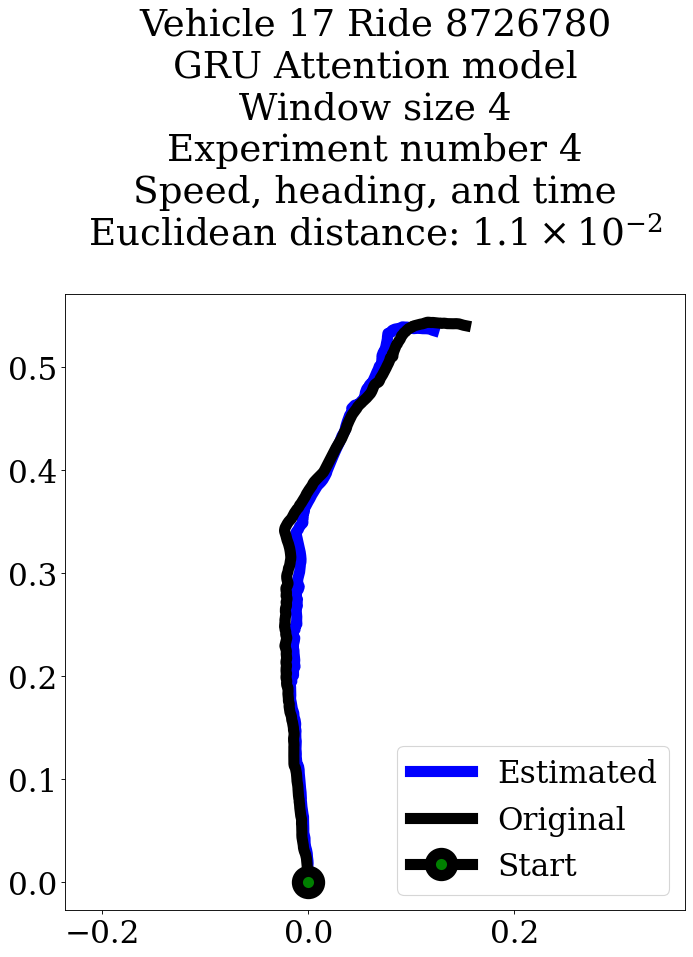 Vehicle 17 Ride 8726780
GRU Attention model
Window size 4
Experiment number 4
Speed, heading, and time
Euclidean distance: 1.1 × 10⁻²
0.5
0.4
0.3
0.2
0.1
0.0
Estimated
Original
Start
−0.2
0.0
0.2